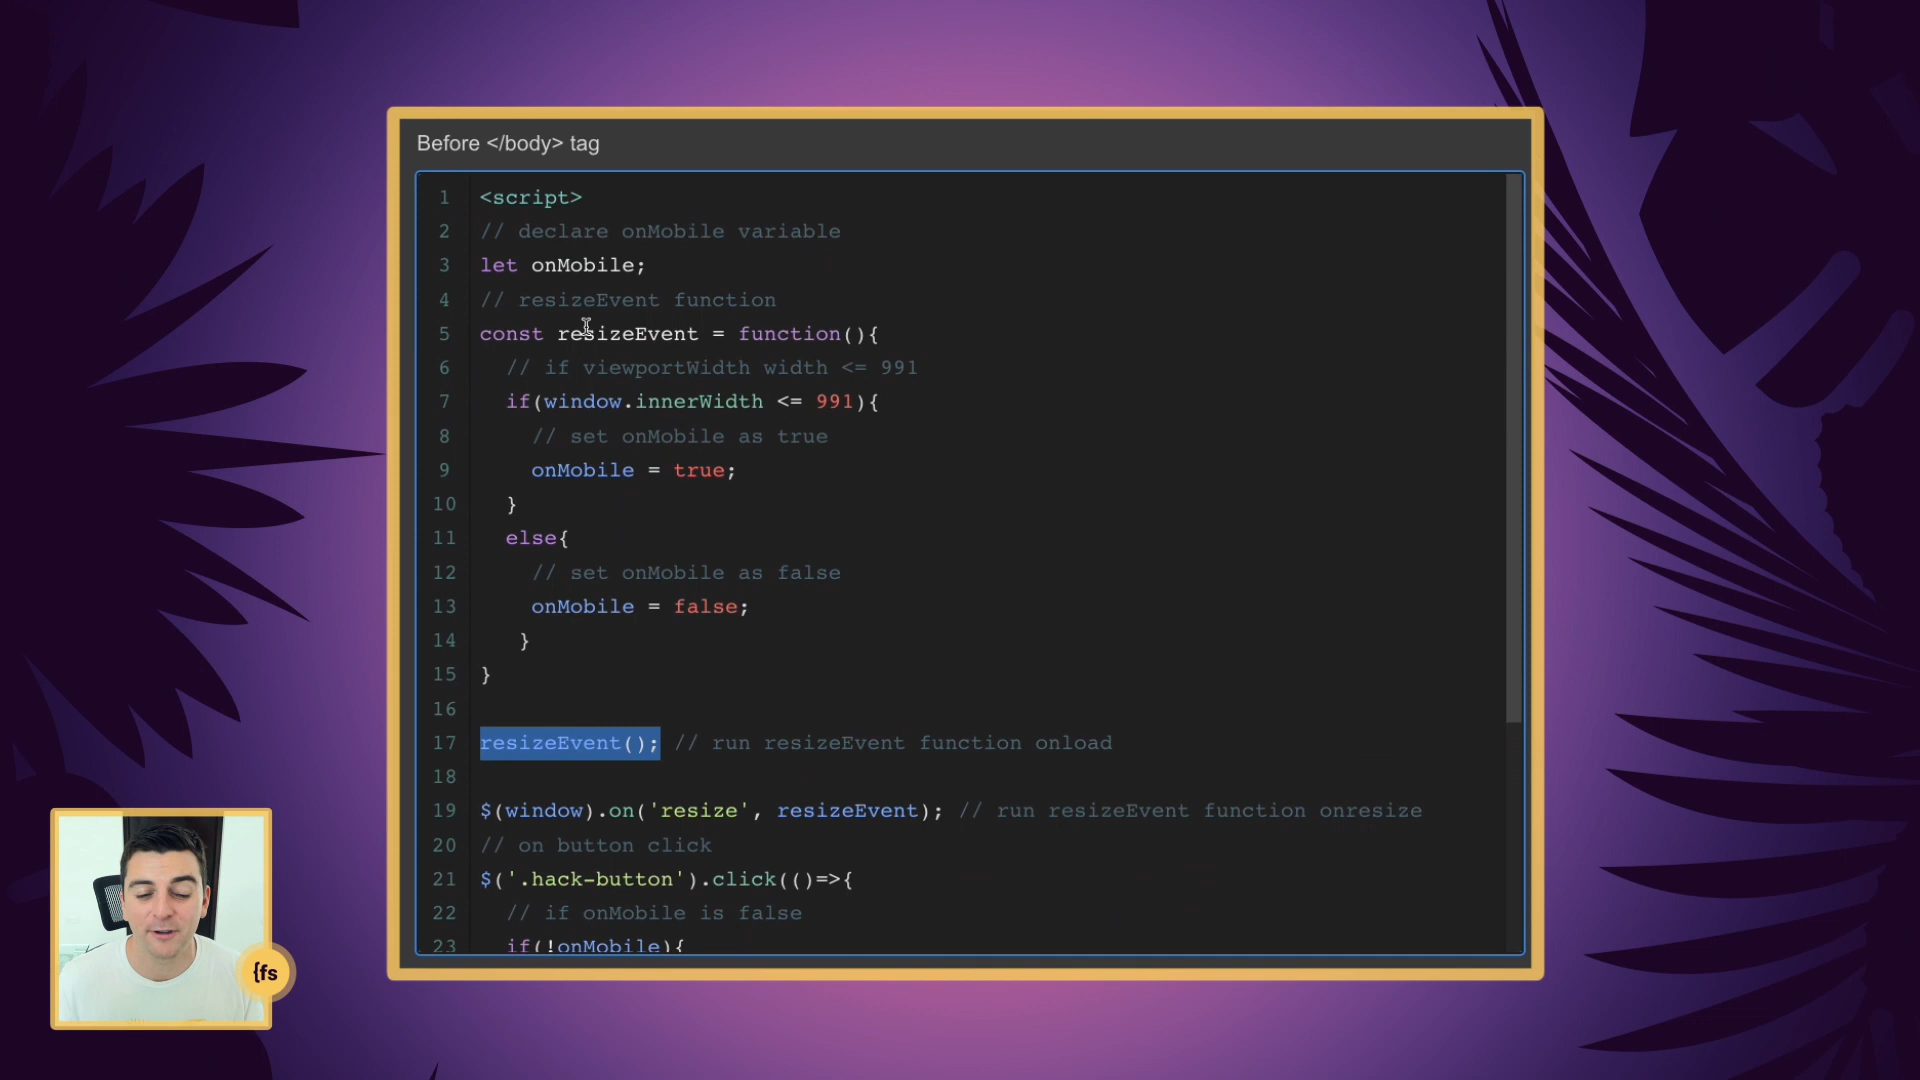 Before </body> tag
1 <script>
2 // declare onMobile variable
3 let onMobile;
4 // resizeEvent function
5 const resizeEvent = function(){
6 // if viewportWidth width <= 991
7 if(window.innerWidth <= 991){
8 // set onMobile as true
9 onMobile = true;
10 }
11 else{
12 // set onMobile as false
13 onMobile = false;
14 }
15 }
16
17 resizeEvent(); // run resizeEvent function onload
18
19 $(window).on('resize', resizeEvent); // run resizeEvent function onresize
20 // on button click
21 $('.hack-button').click(()=>{
22 // if onMobile is false
23 if(!onMobile){
{fs